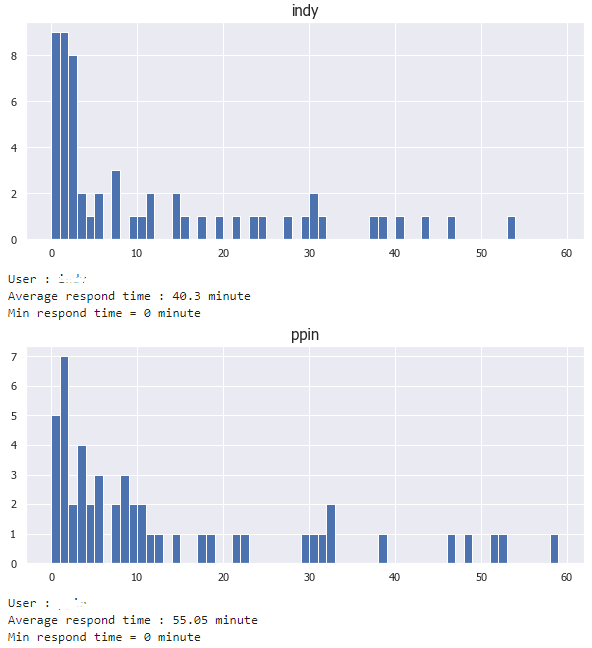 indy
8
6
4
2
0
0 10 20 30 40 50 60
User :
Average respond time : 40.3 minute
Min respond time = 0 minute
ppin
7
6
5
4
3
2
1
0
0 10 20 30 40 50 60
User :
Average respond time : 55.05 minute
Min respond time = 0 minute